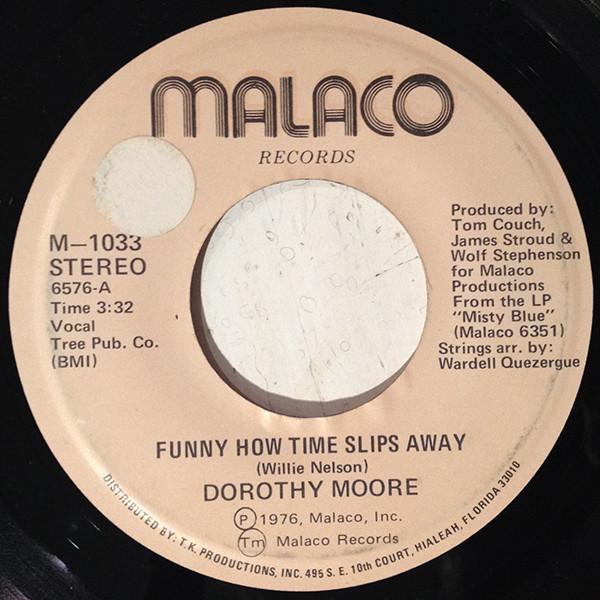 MALACO
RECORDS
M-1033
STEREO
6576-A
Time 3:32
Vocal
Tree Pub. Co.
(BMI)
Produced by:
Tom Couch,
James Stroud &
Wolf Stephenson
for Malaco
Productions
From the LP
"Misty Blue"
(Malaco 6351)
Strings arr. by:
Wardell Quezergue
FUNNY HOW TIME SLIPS AWAY
(Willie Nelson)
DOROTHY MOORE
Ⓟ 1976, Malaco, Inc.
Tm Malaco Records
DISTRIBUTED BY: T.K. PRODUCTIONS, INC. 495 S. E. 10th COURT, HIALEAH, FLORIDA 33010